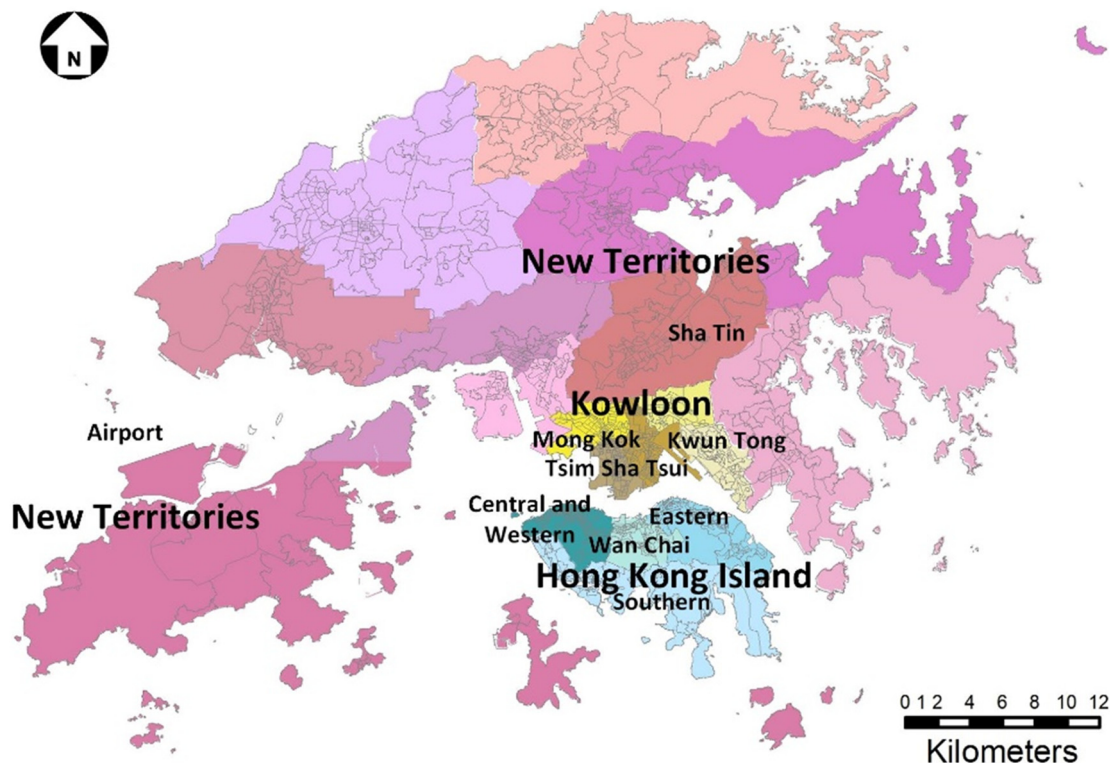 N
New Territories
Sha Tin
Kowloon
Airport
Mong Kok
Kwun Tong
Tsim Sha Tsui
New Territories
Central and
Western
Eastern
Wan Chai
Hong Kong Island
Southern
0 1 2 4 6 8 10 12
Kilometers